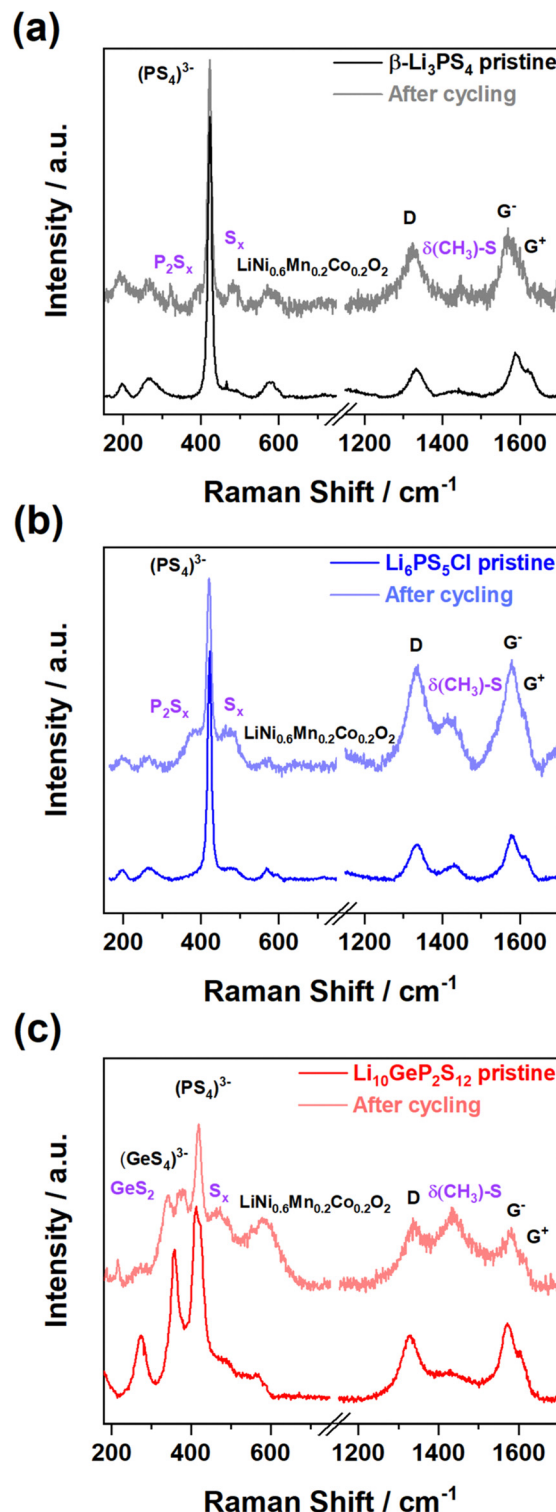 (a)
β-Li₃PS₄ pristine
After cycling
(PS₄)³⁻
P₂Sₓ
Sₓ
LiNi₀.₆Mn₀.₂Co₀.₂O₂
D
δ(CH₃)-S
G⁻
G⁺
Intensity / a.u.
200 400 600 1200 1400 1600
Raman Shift / cm⁻¹
(b)
Li₆PS₅Cl pristine
After cycling
(PS₄)³⁻
P₂Sₓ
Sₓ
LiNi₀.₆Mn₀.₂Co₀.₂O₂
D
δ(CH₃)-S
G⁻
G⁺
Intensity / a.u.
200 400 600 1200 1400 1600
Raman Shift / cm⁻¹
(c)
Li₁₀GeP₂S₁₂ pristine
After cycling
(PS₄)³⁻
(GeS₄)³⁻
GeS₂
Sₓ
LiNi₀.₆Mn₀.₂Co₀.₂O₂
D
δ(CH₃)-S
G⁻
G⁺
Intensity / a.u.
200 400 600 1200 1400 1600
Raman Shift / cm⁻¹